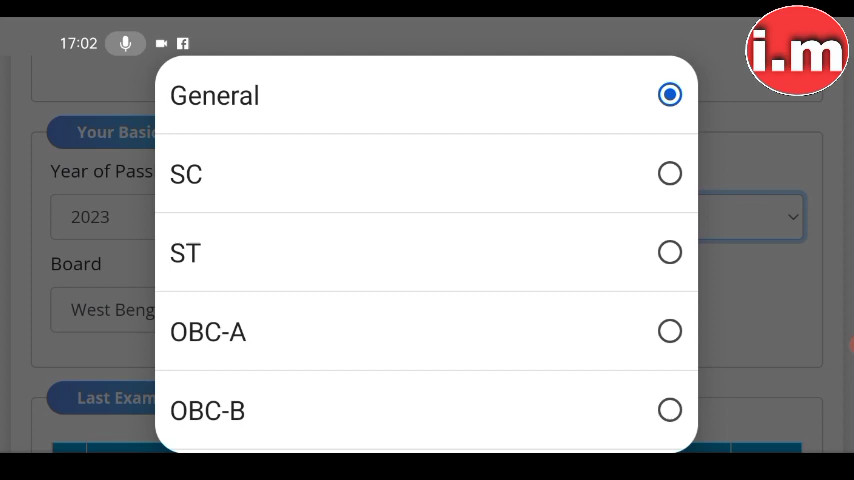 17:02
i.m
General
SC
ST
OBC-A
OBC-B
Your Basic
Year of Pass
2023
Board
West Beng
Last Exam